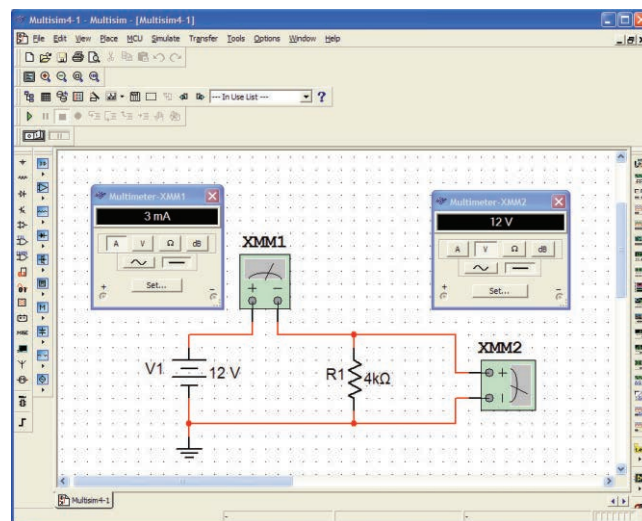 Multisim4-1 - Multisim - [Multisim4-1]
File Edit View Place MCU Simulate Transfer Tools Options Window Help
--- In Use List ---
?
Multimeter-XMM1
3 mA
A V Ω dB
Set...
+ -
Multimeter-XMM2
12 V
A V Ω dB
Set...
+ -
XMM1
+ -
XMM2
+
V1
12 V
R1
4kΩ
Multisim4-1